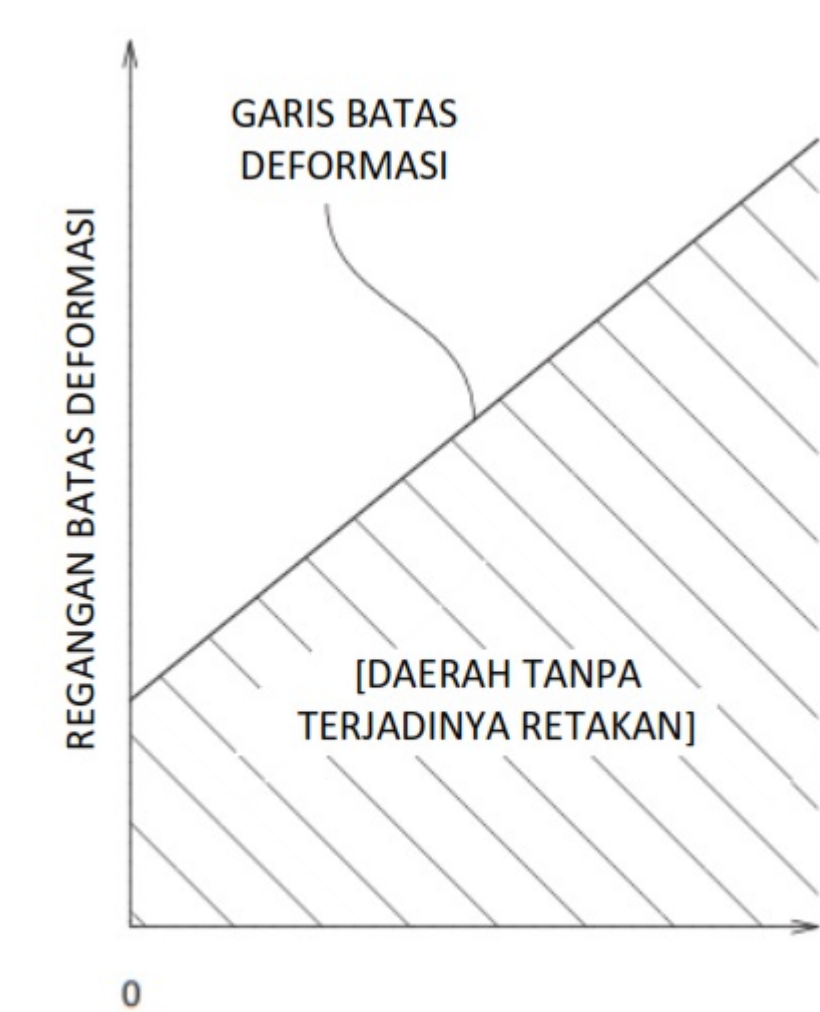 GARIS BATAS
DEFORMASI
REGANGAN BATAS DEFORMASI
[DAERAH TANPA
TERJADINYA RETAKAN]
0